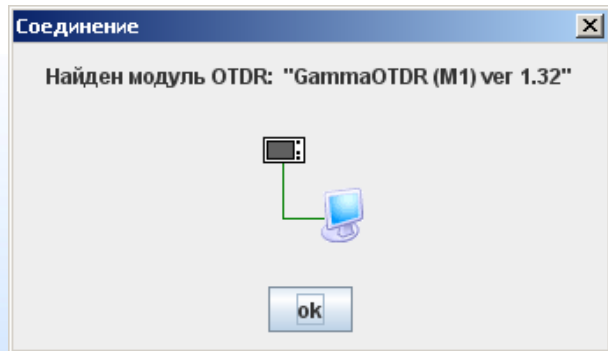 Соединение
Найден модуль OTDR: "GammaOTDR (M1) ver 1.32"
ok